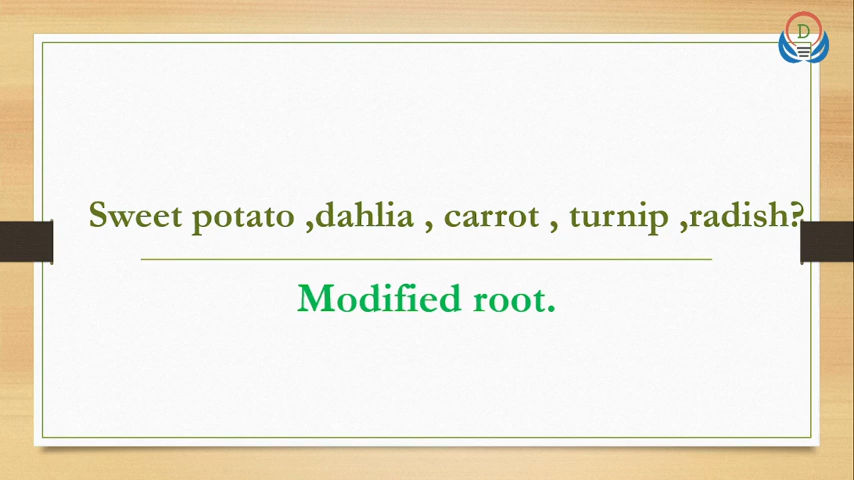 D
Sweet potato ,dahlia , carrot , turnip ,radish?
Modified root.